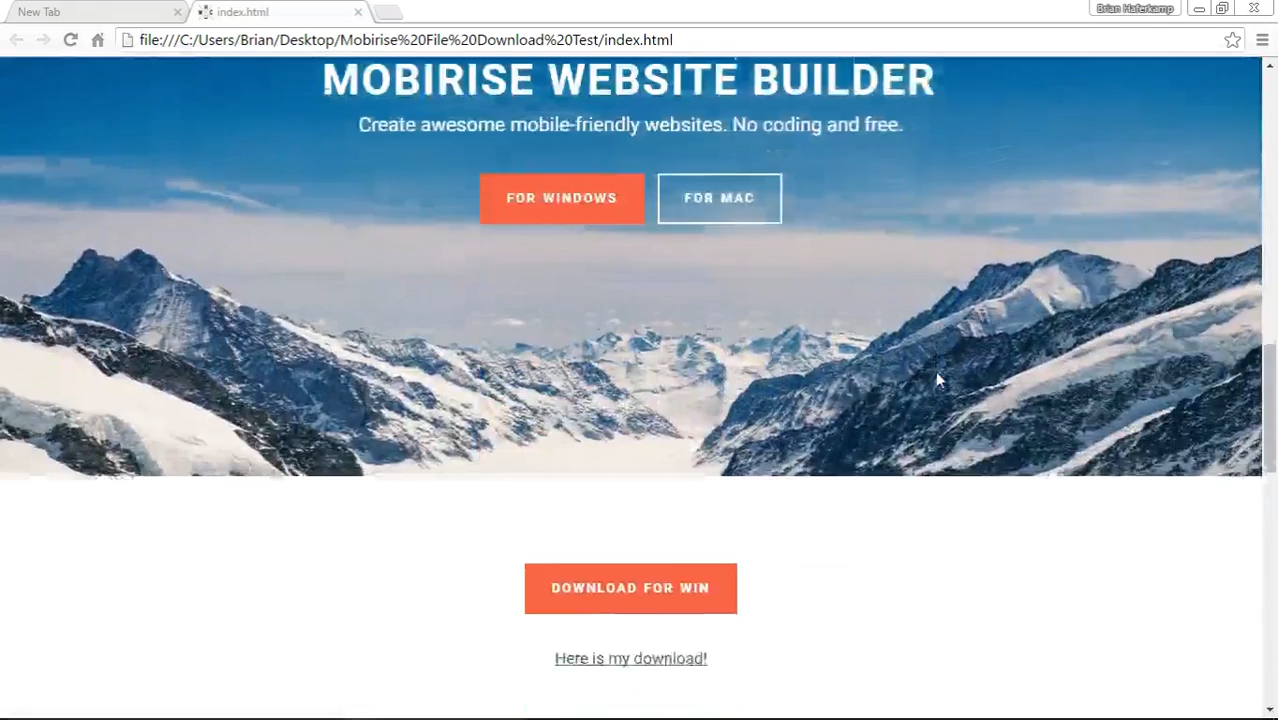 New Tab
index.html
Brian Haferkamp
file:///C:/Users/Brian/Desktop/Mobirise%20File%20Download%20Test/index.html
MOBIRISE WEBSITE BUILDER
Create awesome mobile-friendly websites. No coding and free.
FOR WINDOWS
FOR MAC
DOWNLOAD FOR WIN
Here is my download!